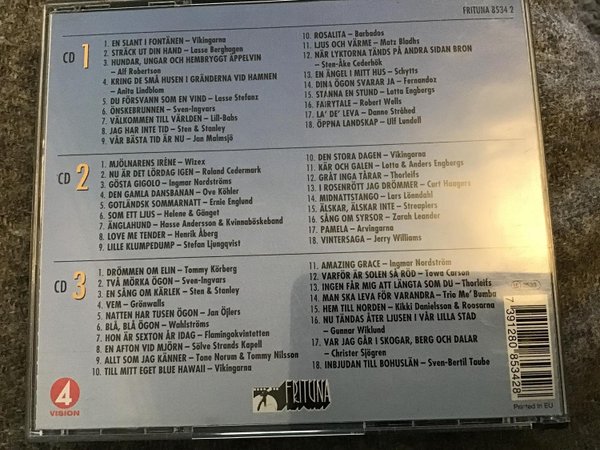 FRITUNA 8534 2
CD 1
1. EN SLANT I FONTÄNEN – Vikingarna
2. STRÄCK UT DIN HAND – Lasse Berghagen
3. HUNDAR, UNGAR OCH HEMBRYGGT ÄPPELVIN
– Alf Robertson
4. KRING DE SMÅ HUSEN I GRÄNDERNA VID HAMNEN
– Anita Lindblom
5. DU FÖRSVANN SOM EN VIND – Lasse Stefanz
6. ÖNSKEBRUNNEN – Sven-Ingvars
7. VÄLKOMMEN TILL VÄRLDEN – Lill-Babs
8. JAG HAR INTE TID – Sten & Stanley
9. VÅR BÄSTA TID ÄR NU – Jan Malmsjö
10. ROSALITA – Barbados
11. LJUS OCH VÄRME – Matz Bladhs
12. NÄR LYKTORNA TÄNDS PÅ ANDRA SIDAN BRON
– Sten-Åke Cederhök
13. EN ÄNGEL I MITT HUS – Schytts
14. DINA ÖGON SVARAR JA – Fernandoz
15. STANNA EN STUND – Lotta Engbergs
16. FAIRYTALE – Robert Wells
17. LA' DE' LEVA – Danne Stråhed
18. ÖPPNA LANDSKAP – Ulf Lundell
CD 2
1. MJÖLNARENS IRÉNE – Wizex
2. NU ÄR DET LÖRDAG IGEN – Roland Cedermark
3. GÖSTA GIGOLO – Ingmar Nordströms
4. DEN GAMLA DANSBANAN – Ove Köhler
5. GOTLÄNDSK SOMMARNATT – Ernie Englund
6. SOM ETT LJUS – Helene & Gänget
7. ÄNGLAHUND – Hasse Andersson & Kvinnaböskeband
8. LOVE ME TENDER – Henrik Åberg
9. LILLE KLUMPEDUMP – Stefan Ljungqvist
10. DEN STORA DAGEN – Vikingarna
11. KÄR OCH GALEN – Lotta & Anders Engbergs
12. GRÅT INGA TÅRAR – Thorleifs
13. I ROSENRÖTT JAG DRÖMMER – Curt Haagers
14. MIDNATTSTANGO – Lars Lönndahl
15. ÄLSKAR, ÄLSKAR INTE – Streaplers
16. SÅNG OM SYRSOR – Zarah Leander
17. PAMELA – Arvingarna
18. VINTERSAGA – Jerry Williams
CD 3
1. DRÖMMEN OM ELIN – Tommy Körberg
2. TVÅ MÖRKA ÖGON – Sven-Ingvars
3. EN SÅNG OM KÄRLEK – Sten & Stanley
4. VEM – Grönwalls
5. NATTEN HAR TUSEN ÖGON – Jan Öjlers
6. BLÅ, BLÅ ÖGON – Wahlströms
7. HON ÄR SEXTON ÅR IDAG – Flamingokvintetten
8. EN AFTON VID MJÖRN – Sölve Strands Kapell
9. ALLT SOM JAG KÄNNER – Tone Norum & Tommy Nilsson
10. TILL MITT EGET BLUE HAWAII – Vikingarna
11. AMAZING GRACE – Ingmar Nordström
12. VARFÖR ÄR SOLEN SÅ RÖD – Towa Carson
13. INGEN FÅR MIG ATT LÄNGTA SOM DU – Thorleifs
14. MAN SKA LEVA FÖR VARANDRA – Trio Me' Bumba
15. HEM TILL NORDEN – Kikki Danielsson & Roosarna
16. NU TÄNDAS ÅTER LJUSEN I VÅR LILLA STAD
– Gunnar Wiklund
17. VAR JAG GÅR I SKOGAR, BERG OCH DALAR
– Christer Sjögren
18. INBJUDAN TILL BOHUSLÄN – Sven-Bertil Taube
4
VISION
FRITUNA
7 391280 853426
Printed in EU